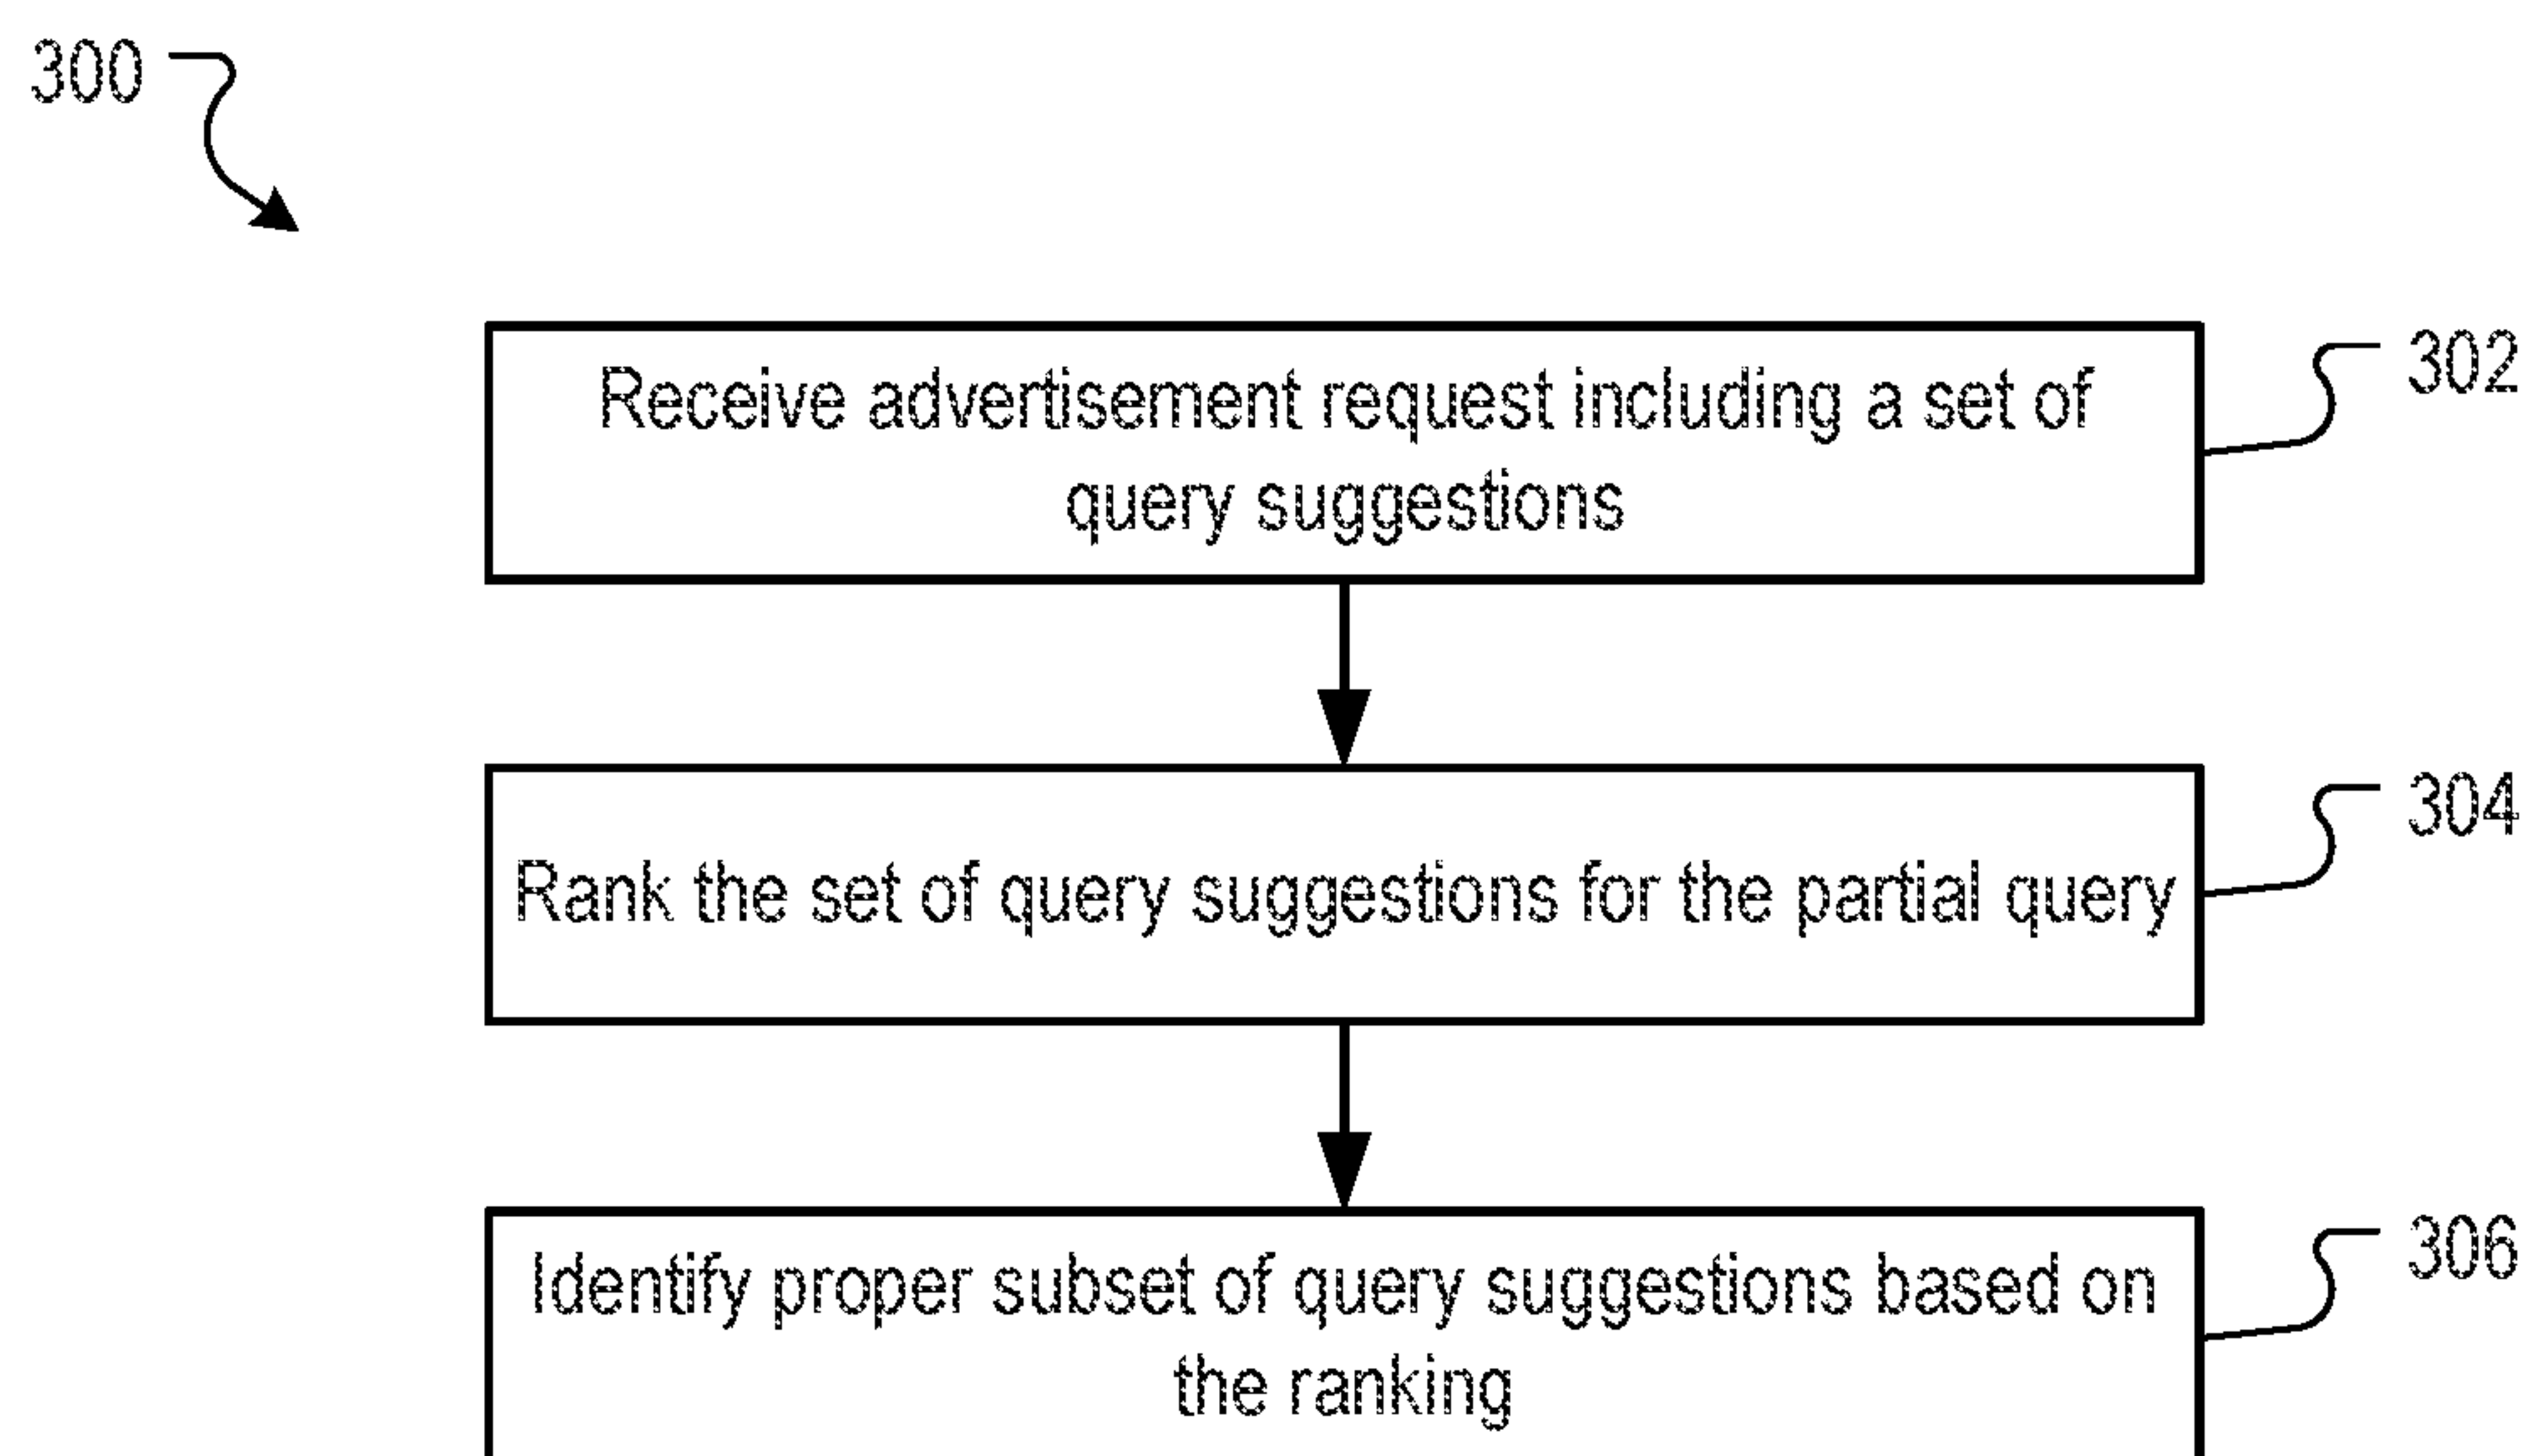 300
Receive advertisement request including a set of
query suggestions
302
Rank the set of query suggestions for the partial query
304
Identify proper subset of query suggestions based on
the ranking
306